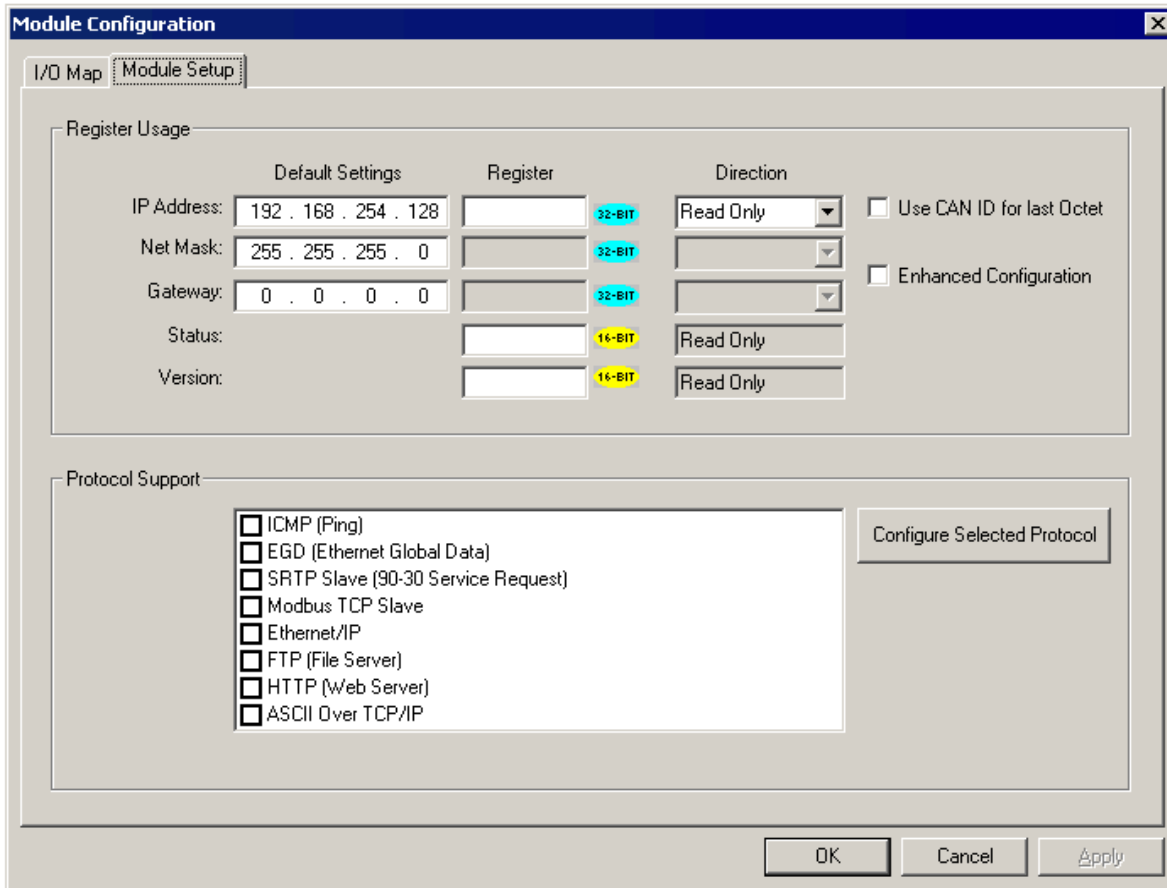 Module Configuration
I/O Map
Module Setup
Register Usage
Default Settings Register Direction
IP Address: 192 . 168 . 254 . 128 32-BIT Read Only Use CAN ID for last Octet
Net Mask: 255 . 255 . 255 . 0 32-BIT
Enhanced Configuration
Gateway: 0 . 0 . 0 . 0 32-BIT
Status: 16-BIT Read Only
Version: 16-BIT Read Only
Protocol Support
ICMP (Ping)
EGD (Ethernet Global Data)
SRTP Slave (90-30 Service Request)
Modbus TCP Slave
Ethernet/IP
FTP (File Server)
HTTP (Web Server)
ASCII Over TCP/IP
Configure Selected Protocol
OK Cancel Apply